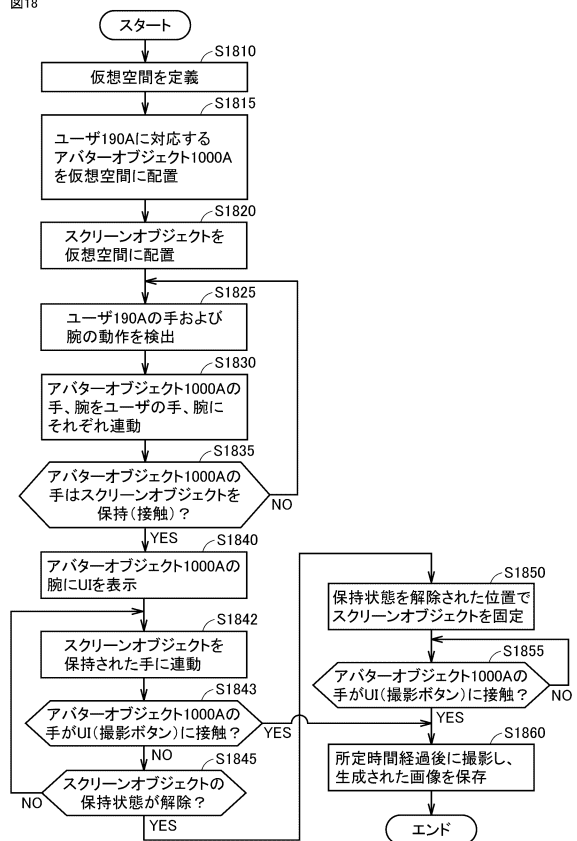 図18
スタート
S1810
仮想空間を定義
S1815
ユーザ190Aに対応する
アバターオブジェクト1000A
を仮想空間に配置
S1820
スクリーンオブジェクトを
仮想空間に配置
S1825
ユーザ190Aの手および
腕の動作を検出
S1830
アバターオブジェクト1000Aの
手、腕をユーザの手、腕に
それぞれ連動
S1835
アバターオブジェクト1000Aの
手はスクリーンオブジェクトを
保持(接触)?
NO
YES
S1840
アバターオブジェクト1000Aの
腕にUIを表示
S1842
スクリーンオブジェクトを
保持された手に連動
S1843
アバターオブジェクト1000Aの
手がUI(撮影ボタン)に接触?
YES
NO
S1845
スクリーンオブジェクトの
保持状態が解除?
NO
YES
S1850
保持状態を解除された位置で
スクリーンオブジェクトを固定
S1855
アバターオブジェクト1000Aの
手がUI(撮影ボタン)に接触?
NO
YES
S1860
所定時間経過後に撮影し、
生成された画像を保存
エンド